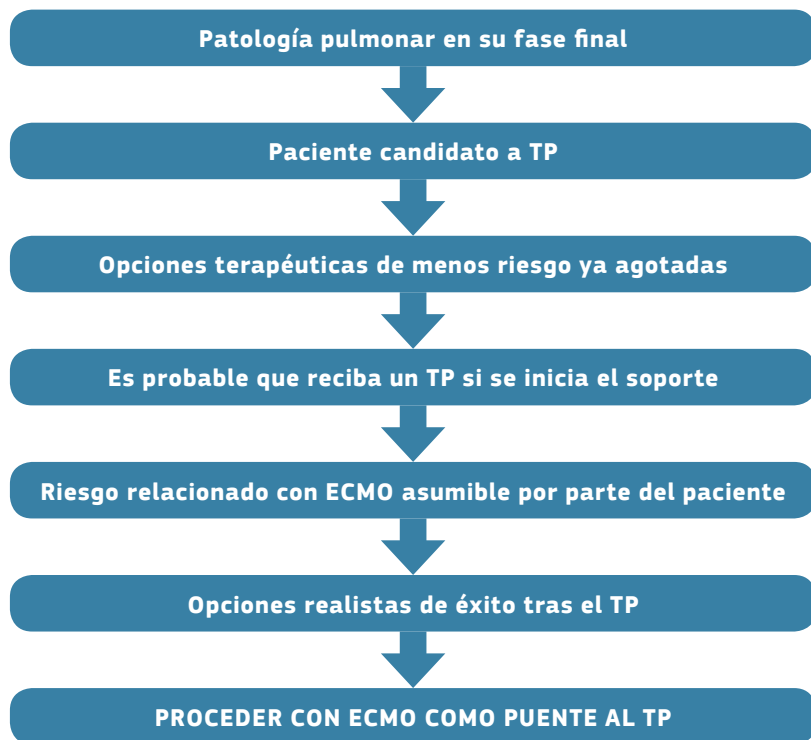 Patología pulmonar en su fase final
Paciente candidato a TP
Opciones terapéuticas de menos riesgo ya agotadas
Es probable que reciba un TP si se inicia el soporte
Riesgo relacionado con ECMO asumible por parte del paciente
Opciones realistas de éxito tras el TP
PROCEDER CON ECMO COMO PUENTE AL TP